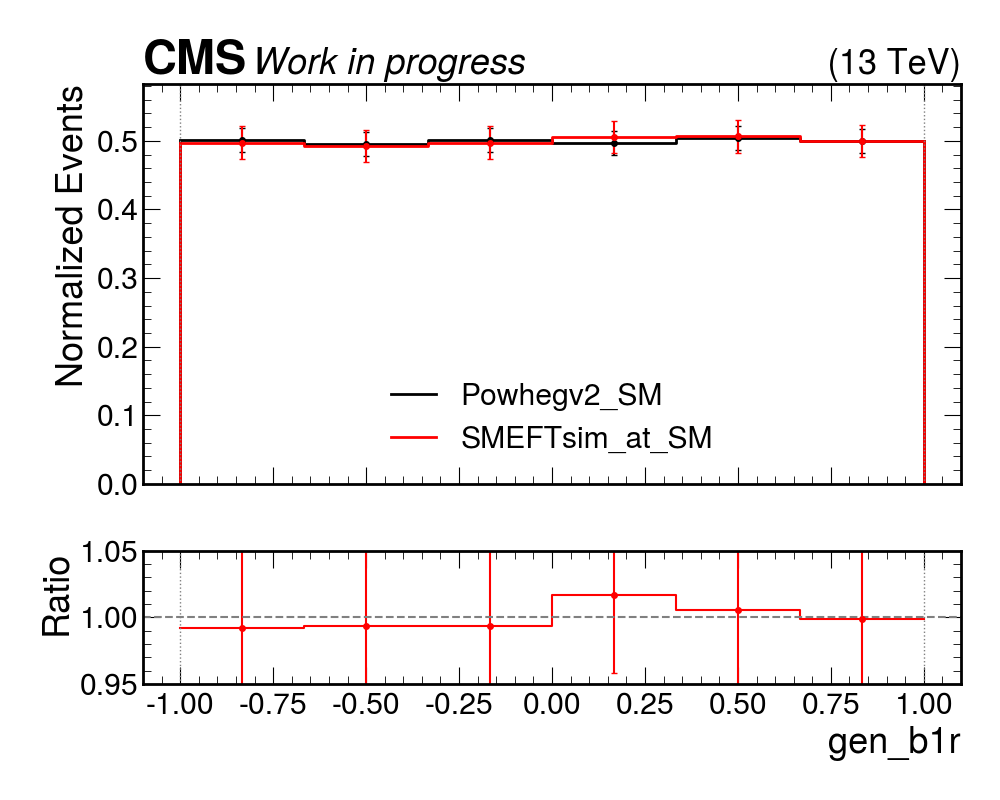 CMS Work in progress (13 TeV)
Normalized Events
0.5
0.4
0.3
0.2
0.1
0.0
Powhegv2_SM
SMEFTsim_at_SM
Ratio
1.05
1.00
0.95
-1.00 -0.75 -0.50 -0.25 0.00 0.25 0.50 0.75 1.00
gen_b1r